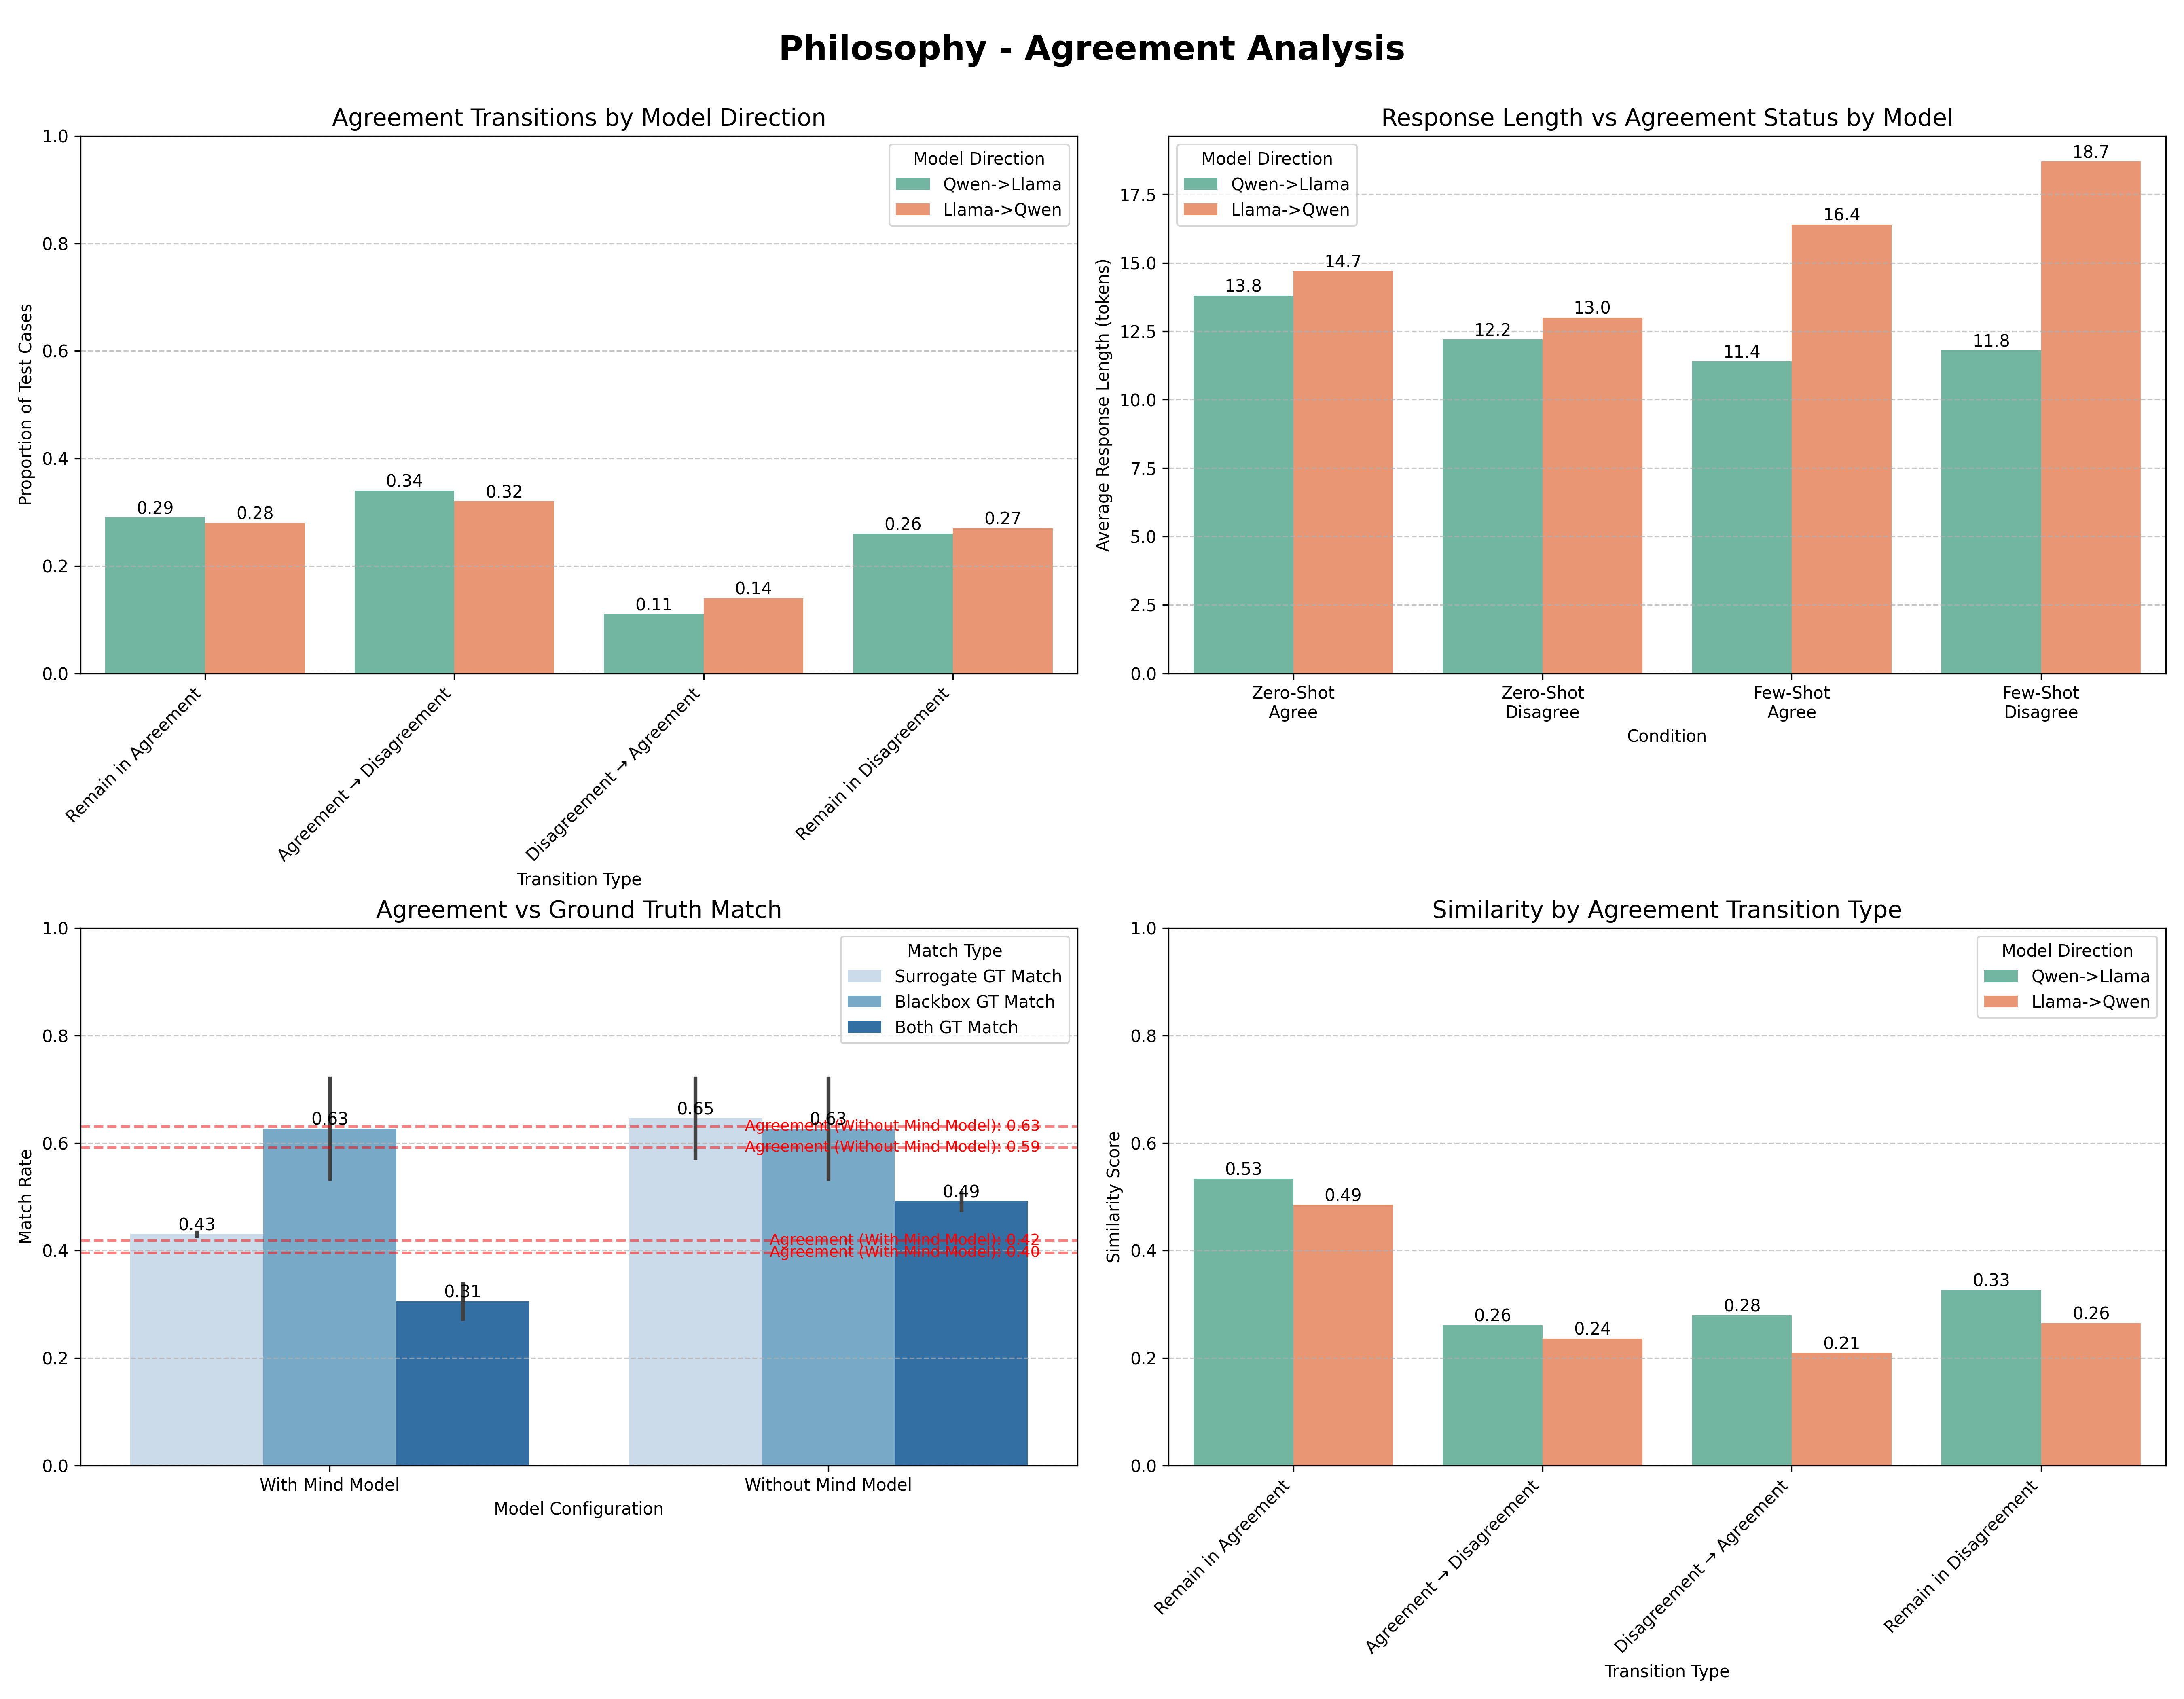 Philosophy - Agreement Analysis
Agreement Transitions by Model Direction
1.0
0.8
0.6
0.4
0.2
0.0
Proportion of Test Cases
Model Direction
Qwen->Llama
Llama->Qwen
0.29
0.28
0.34
0.32
0.11
0.14
0.26
0.27
Remain in Agreement
Agreement → Disagreement
Disagreement → Agreement
Remain in Disagreement
Transition Type
Response Length vs Agreement Status by Model
17.5
15.0
12.5
10.0
7.5
5.0
2.5
0.0
Average Response Length (tokens)
Model Direction
Qwen->Llama
Llama->Qwen
13.8
14.7
12.2
13.0
11.4
16.4
11.8
18.7
Zero-Shot
Agree
Zero-Shot
Disagree
Few-Shot
Agree
Few-Shot
Disagree
Condition
Agreement vs Ground Truth Match
1.0
0.8
0.6
0.4
0.2
0.0
Match Rate
Match Type
Surrogate GT Match
Blackbox GT Match
Both GT Match
0.43
0.63
0.31
0.65
0.63
0.49
Agreement (Without Mind Model): 0.63
Agreement (Without Mind Model): 0.59
Agreement (With Mind Model): 0.42
Agreement (With Mind Model): 0.40
With Mind Model
Without Mind Model
Model Configuration
Similarity by Agreement Transition Type
1.0
0.8
0.6
0.4
0.2
0.0
Similarity Score
Model Direction
Qwen->Llama
Llama->Qwen
0.53
0.49
0.26
0.24
0.28
0.21
0.33
0.26
Remain in Agreement
Agreement → Disagreement
Disagreement → Agreement
Remain in Disagreement
Transition Type